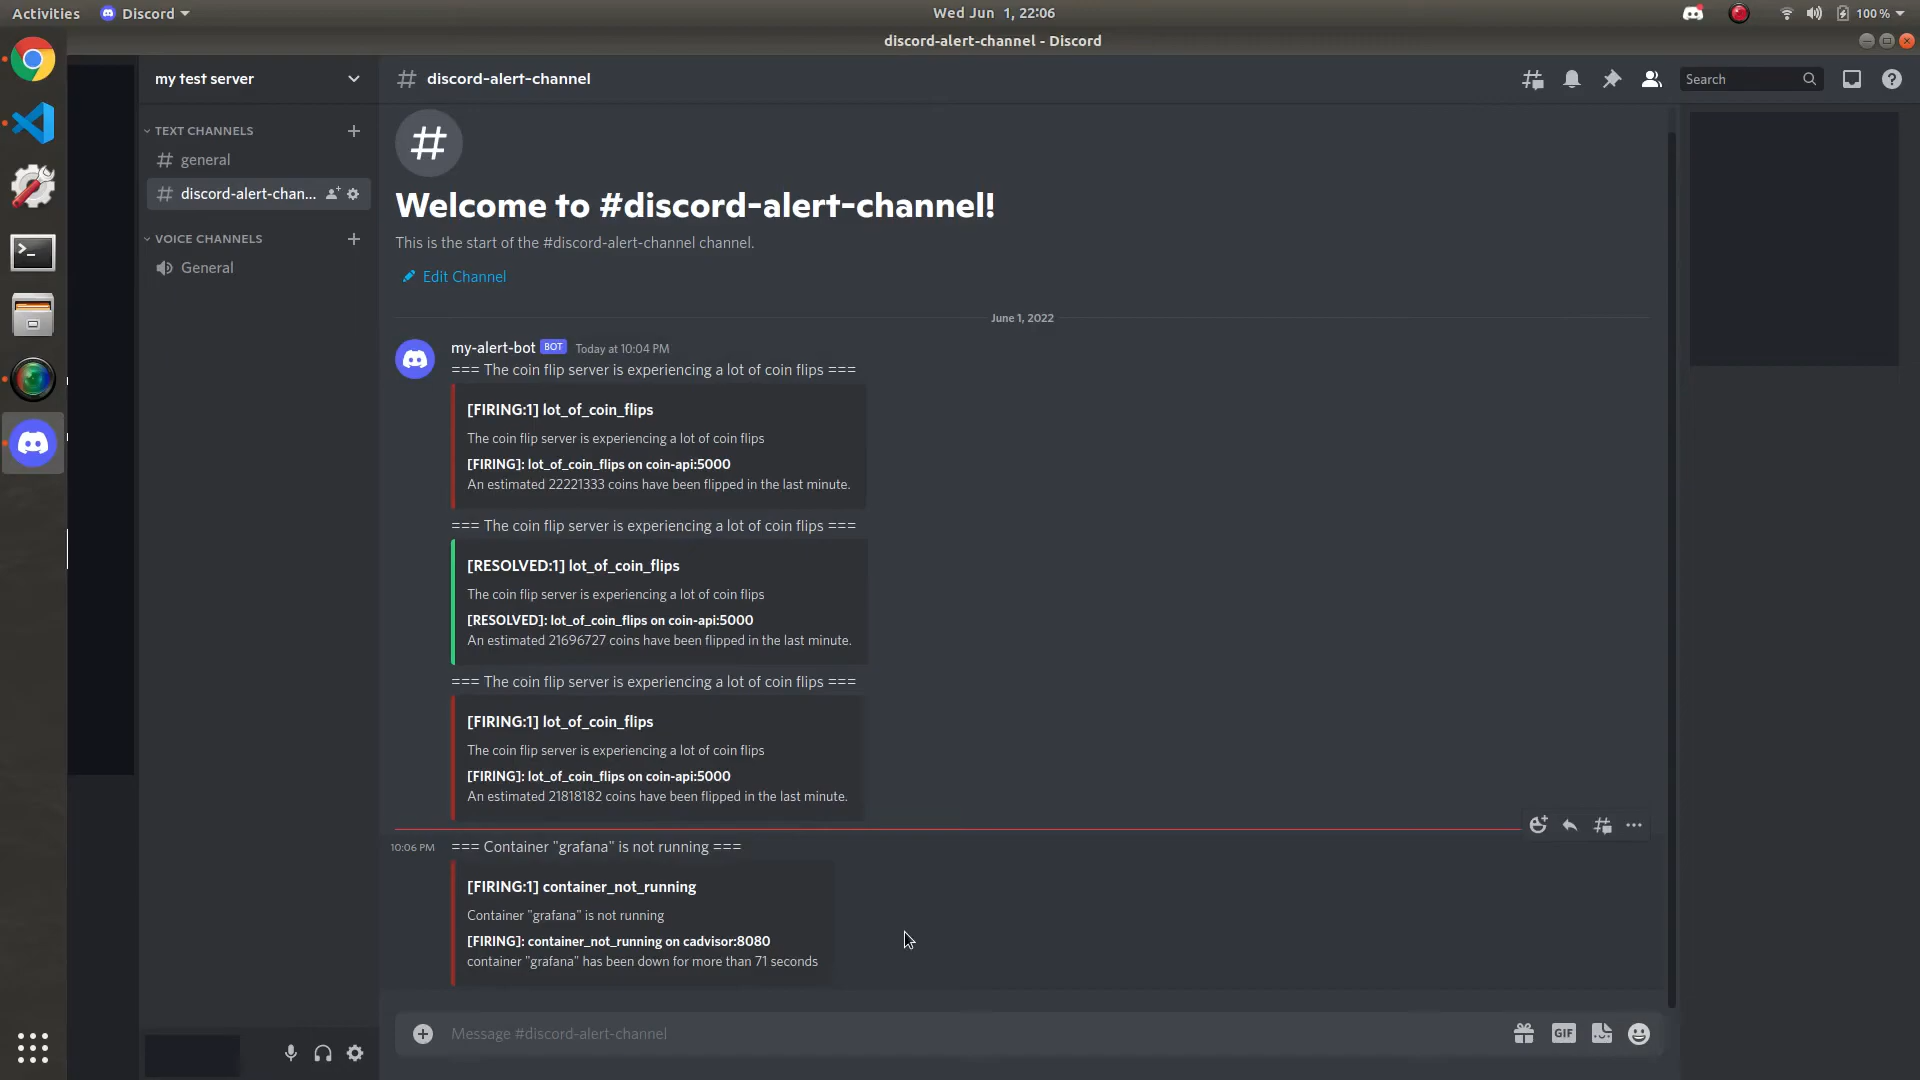 Activities
Discord
Wed Jun 1, 22:06
100 %
discord-alert-channel - Discord
my test server
discord-alert-channel
Search
TEXT CHANNELS
general
discord-alert-chan...
VOICE CHANNELS
General
Welcome to #discord-alert-channel!
This is the start of the #discord-alert-channel channel.
Edit Channel
June 1, 2022
my-alert-bot BOT Today at 10:04 PM
=== The coin flip server is experiencing a lot of coin flips ===
[FIRING:1] lot_of_coin_flips
The coin flip server is experiencing a lot of coin flips
[FIRING]: lot_of_coin_flips on coin-api:5000
An estimated 22221333 coins have been flipped in the last minute.
=== The coin flip server is experiencing a lot of coin flips ===
[RESOLVED:1] lot_of_coin_flips
The coin flip server is experiencing a lot of coin flips
[RESOLVED]: lot_of_coin_flips on coin-api:5000
An estimated 21696727 coins have been flipped in the last minute.
=== The coin flip server is experiencing a lot of coin flips ===
[FIRING:1] lot_of_coin_flips
The coin flip server is experiencing a lot of coin flips
[FIRING]: lot_of_coin_flips on coin-api:5000
An estimated 21818182 coins have been flipped in the last minute.
10:06 PM === Container "grafana" is not running ===
[FIRING:1] container_not_running
Container "grafana" is not running
[FIRING]: container_not_running on cadvisor:8080
container "grafana" has been down for more than 71 seconds
Message #discord-alert-channel
GIF